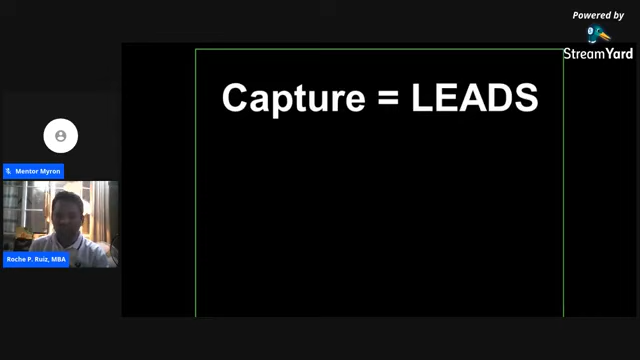 Powered by
StreamYard
Capture = LEADS
Mentor Myron
Roche P. Ruiz, MBA